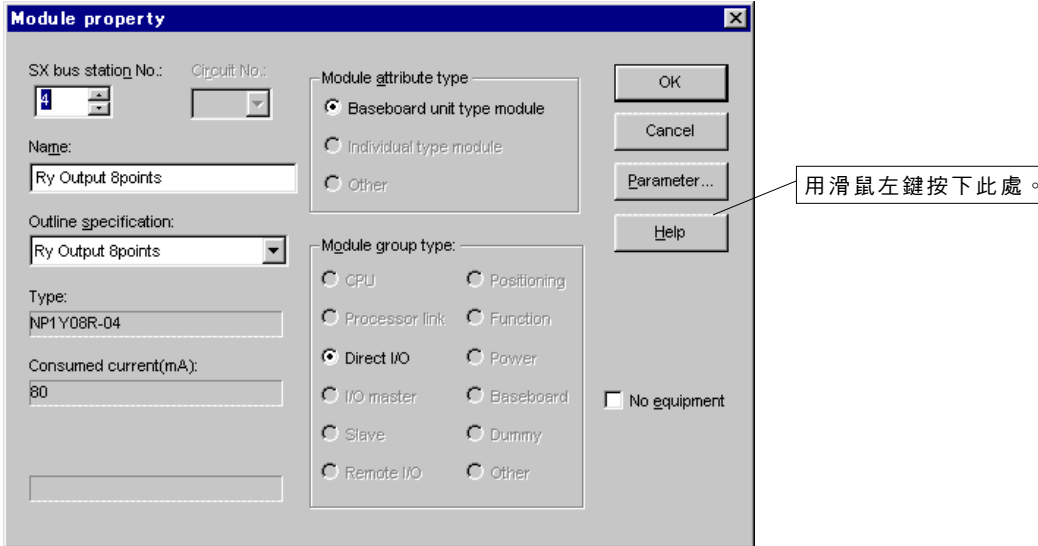 Module property
SX bus station No.:
Circuit No.:
4
Name:
Ry Output 8points
Outline specification:
Ry Output 8points
Type:
NP1Y08R-04
Consumed current(mA):
80
Module attribute type
Baseboard unit type module
Individual type module
Other
Module group type:
CPU
Positioning
Processor link
Function
Direct I/O
Power
I/O master
Baseboard
Slave
Dummy
Remote I/O
Other
OK
Cancel
Parameter...
Help
No equipment
用滑鼠左鍵按下此處。